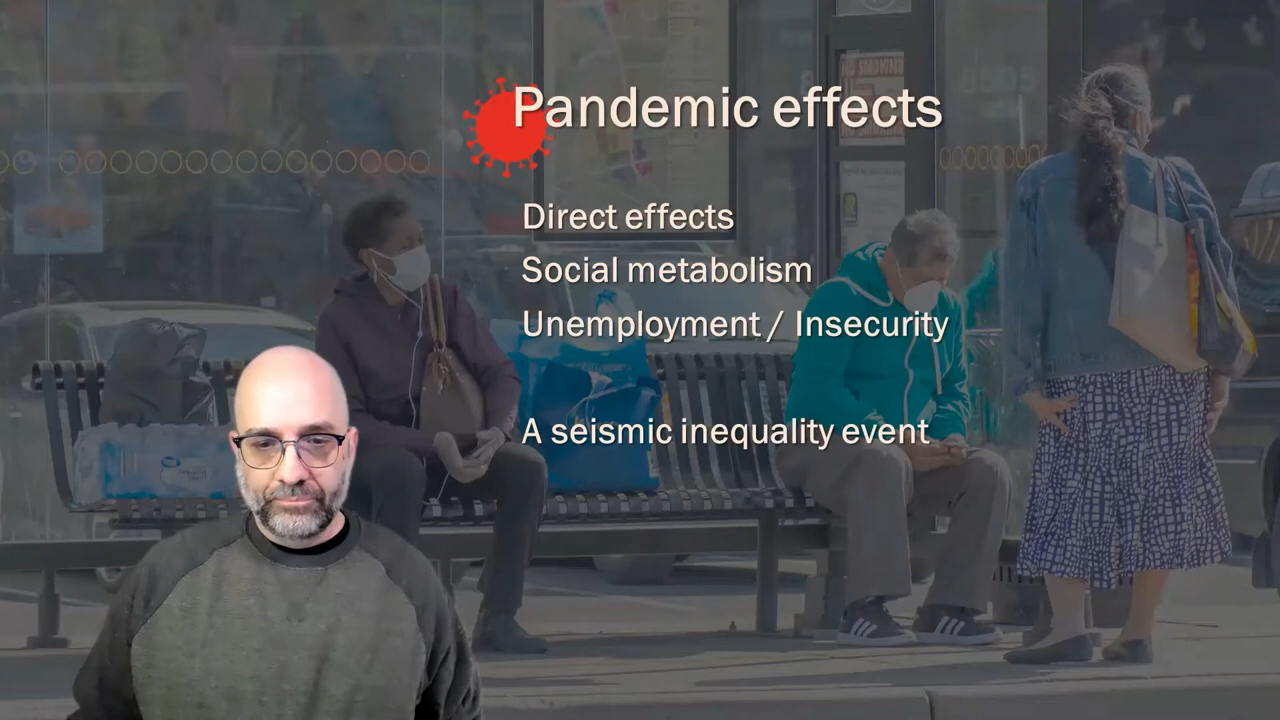 Pandemic effects
Direct effects
Social metabolism
Unemployment / Insecurity
A seismic inequality event